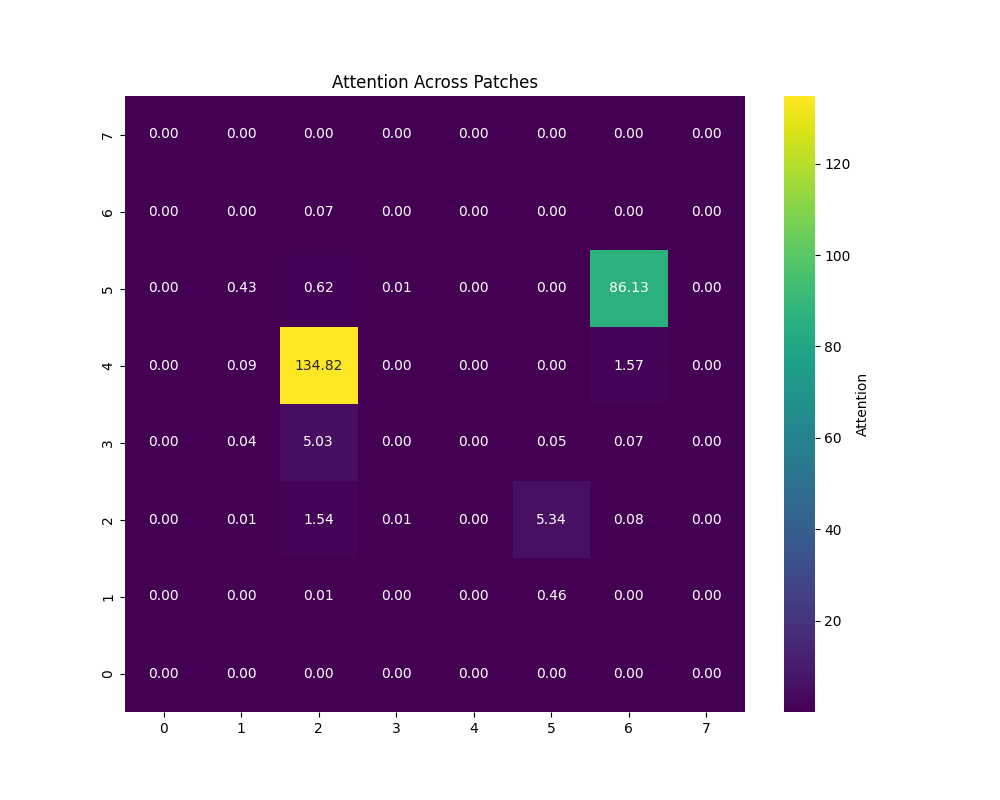 Attention Across Patches
7 0.00 0.00 0.00 0.00 0.00 0.00 0.00 0.00
120
6 0.00 0.00 0.07 0.00 0.00 0.00 0.00 0.00
100
5 0.00 0.43 0.62 0.01 0.00 0.00 86.13 0.00
80
4 0.00 0.09 134.82 0.00 0.00 0.00 1.57 0.00
Attention
3 0.00 0.04 5.03 0.00 0.00 0.05 0.07 0.00
60
2 0.00 0.01 1.54 0.01 0.00 5.34 0.08 0.00
40
1 0.00 0.00 0.01 0.00 0.00 0.46 0.00 0.00
20
0 0.00 0.00 0.00 0.00 0.00 0.00 0.00 0.00
0 1 2 3 4 5 6 7